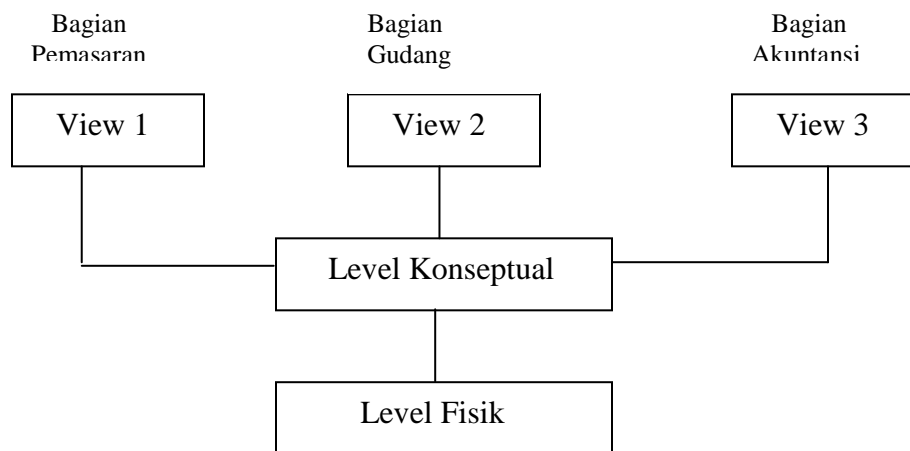 Bagian
Pemasaran
Bagian
Gudang
Bagian
Akuntansi
View 1
View 2
View 3
Level Konseptual
Level Fisik